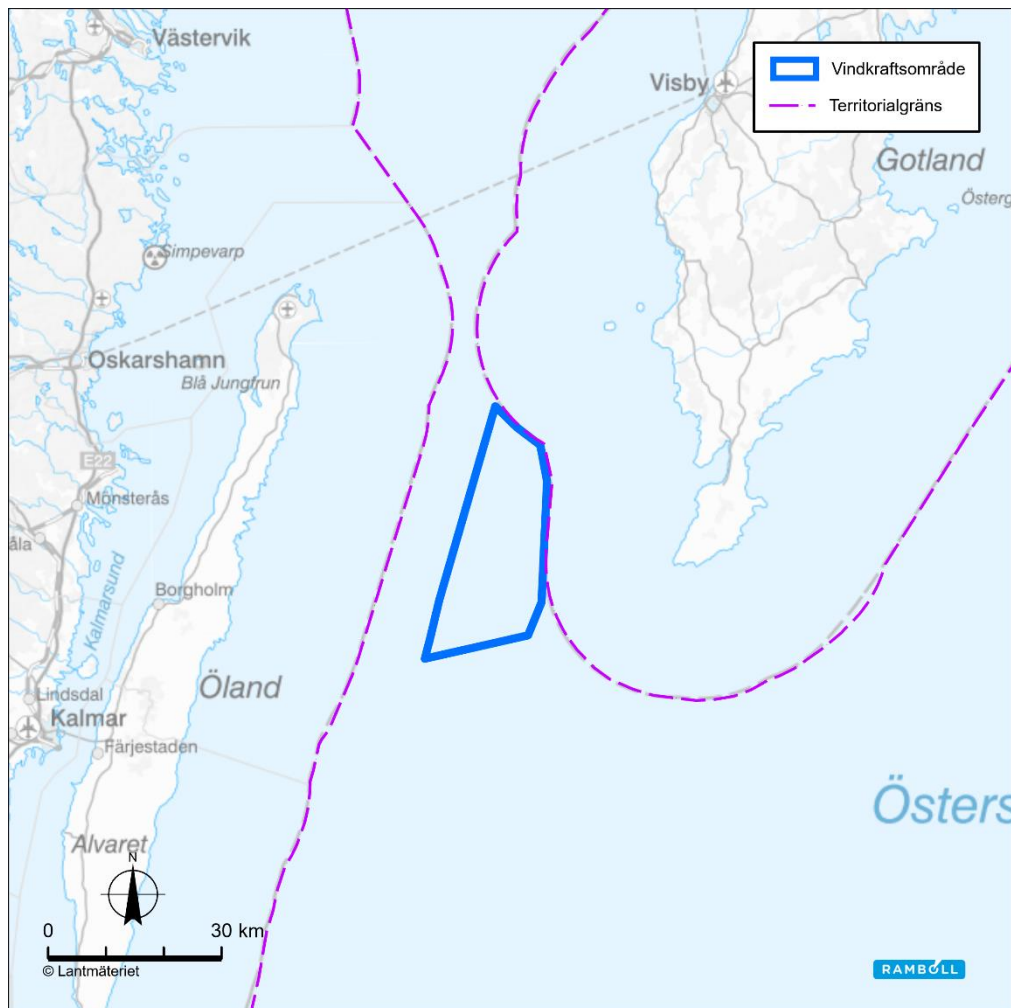 Västervik
Visby
Vindkraftsområde
Territorialgräns
Gotland
Simpevarp
Oskarshamn
Blå Jungfrun
E22
Mönsterås
Kalmarsund
Borgholm
Öland
Lindsdal
Kalmar
Färjestaden
Alvaret
N
0 30 km
© Lantmäteriet
RAMBOLL